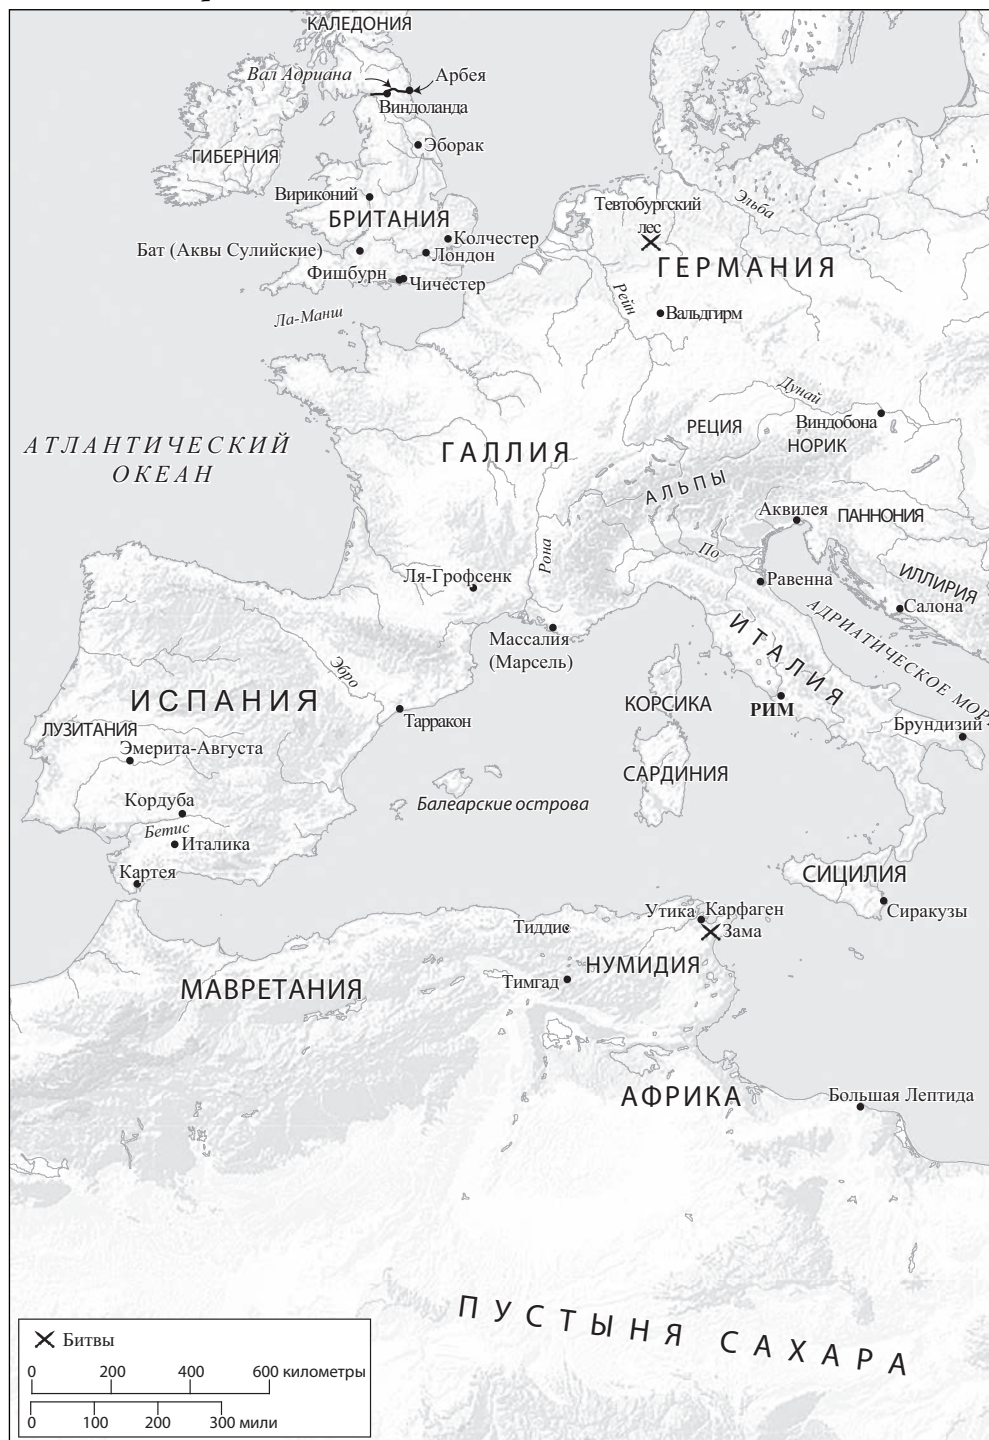 КАЛЕДОНИЯ
Вал Адриана
Арбея
Виндоланда
Эборак
ГИБЕРНИЯ
Вириконий
БРИТАНИЯ
Тевтобургский
лес
Эльба
Колчестер
Бат (Аквы Сулийские)
Лондон
ГЕРМАНИЯ
Фишбурн
Чичестер
Рейн
Ла-Манш
Вальдгирм
Дунай
Виндобона
РЕЦИЯ
НОРИК
АТЛАНТИЧЕСКИЙ
ОКЕАН
ГАЛЛИЯ
АЛЬПЫ
Аквилея
ПАННОНИЯ
Рона
По
Ля-Грофсенк
Равенна
ИЛЛИРИЯ
Салона
АДРИАТИЧЕСКОЕ МОР
Массалия
(Марсель)
ИТАЛИЯ
Эбро
ИСПАНИЯ
КОРСИКА
РИМ
Тарракон
Брундизий
ЛУЗИТАНИЯ
Эмерита-Августа
САРДИНИЯ
Балеарские острова
Кордуба
Бетис
Италика
Картея
СИЦИЛИЯ
Сиракузы
Утика
Карфаген
Зама
Тиддис
НУМИДИЯ
Тимгад
МАВРЕТАНИЯ
АФРИКА
Большая Лептида
ПУСТЫНЯ САХАРА
Битвы
0 200 400 600 километры
0 100 200 300 мили